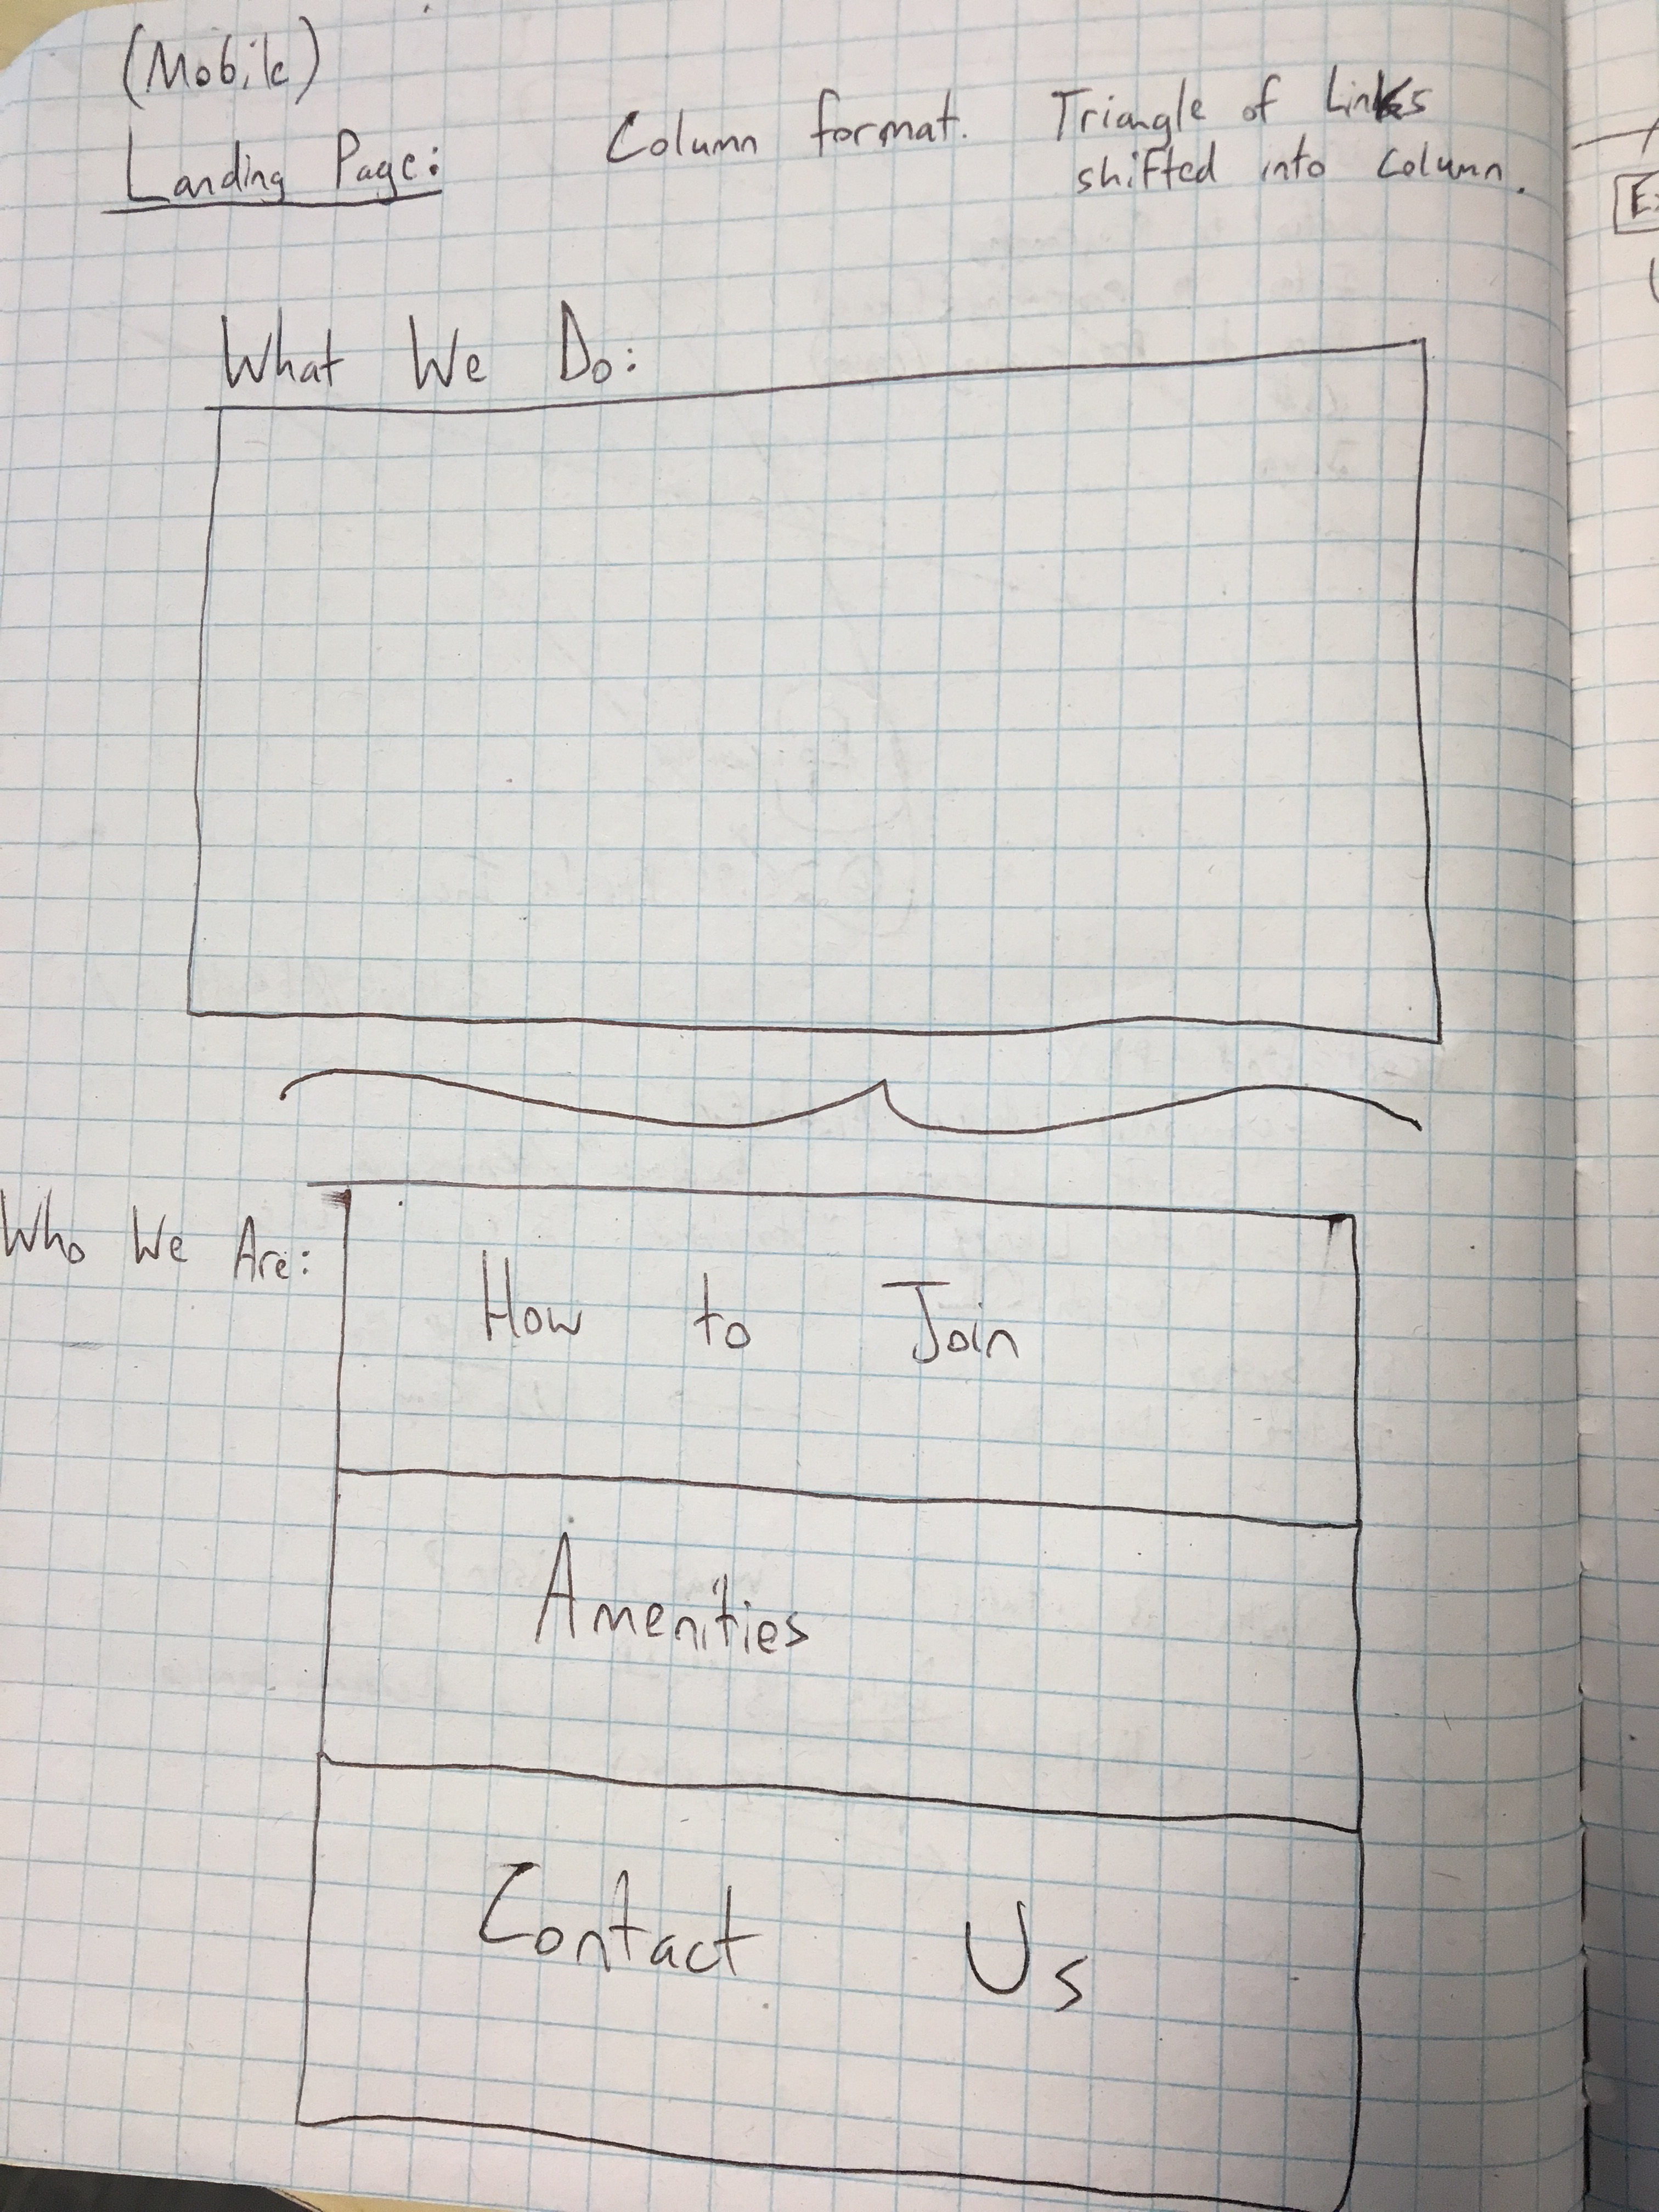 (Mobile)
Landing Page:
Column format. Triangle of Links
shifted into column.
What We Do:
Who We Are:
How to Join
Amenities
Contact Us